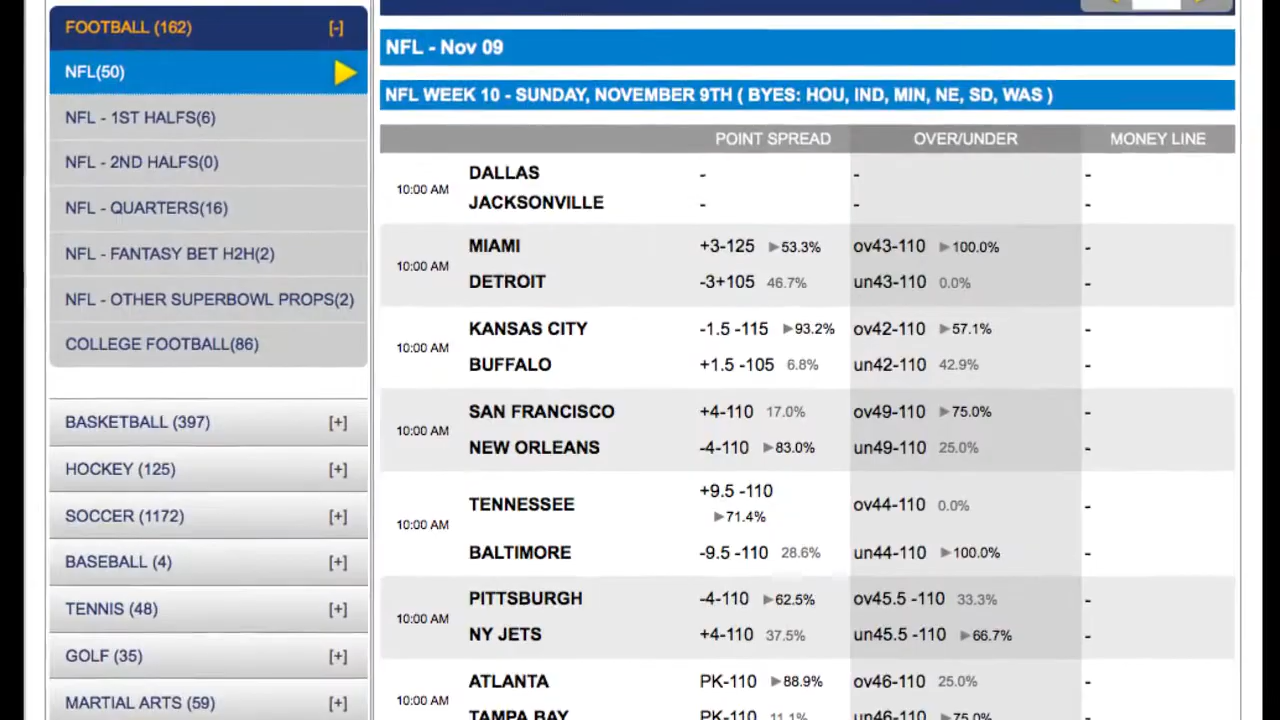 FOOTBALL (162) [-]
NFL(50)
NFL - 1ST HALFS(6)
NFL - 2ND HALFS(0)
NFL - QUARTERS(16)
NFL - FANTASY BET H2H(2)
NFL - OTHER SUPERBOWL PROPS(2)
COLLEGE FOOTBALL(86)
BASKETBALL (397) [+]
HOCKEY (125) [+]
SOCCER (1172) [+]
BASEBALL (4) [+]
TENNIS (48) [+]
GOLF (35) [+]
MARTIAL ARTS (59) [+]
NFL - Nov 09
NFL WEEK 10 - SUNDAY, NOVEMBER 9TH ( BYES: HOU, IND, MIN, NE, SD, WAS )
POINT SPREAD OVER/UNDER MONEY LINE
10:00 AM
DALLAS - - -
JACKSONVILLE - - -
10:00 AM
MIAMI +3-125 ▶53.3% ov43-110 ▶100.0% -
DETROIT -3+105 46.7% un43-110 0.0% -
10:00 AM
KANSAS CITY -1.5 -115 ▶93.2% ov42-110 ▶57.1% -
BUFFALO +1.5 -105 6.8% un42-110 42.9% -
10:00 AM
SAN FRANCISCO +4-110 17.0% ov49-110 ▶75.0% -
NEW ORLEANS -4-110 ▶83.0% un49-110 25.0% -
10:00 AM
TENNESSEE +9.5 -110 ▶71.4% ov44-110 0.0% -
BALTIMORE -9.5 -110 28.6% un44-110 ▶100.0% -
10:00 AM
PITTSBURGH -4-110 ▶62.5% ov45.5 -110 33.3% -
NY JETS +4-110 37.5% un45.5 -110 ▶66.7% -
10:00 AM
ATLANTA PK-110 ▶88.9% ov46-110 25.0% -
TAMPA BAY PK-110 11.1% un46-110 ▶75.0% -